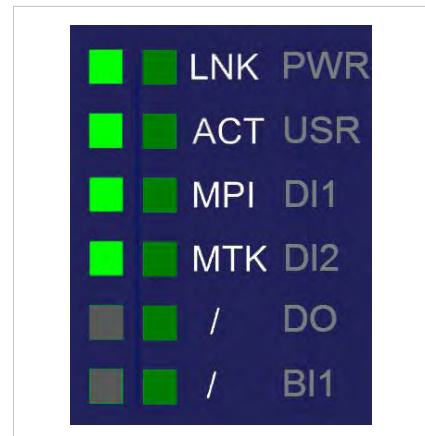 LNK PWR
ACT USR
MPI DI1
MTK DI2
/ DO
/ BI1